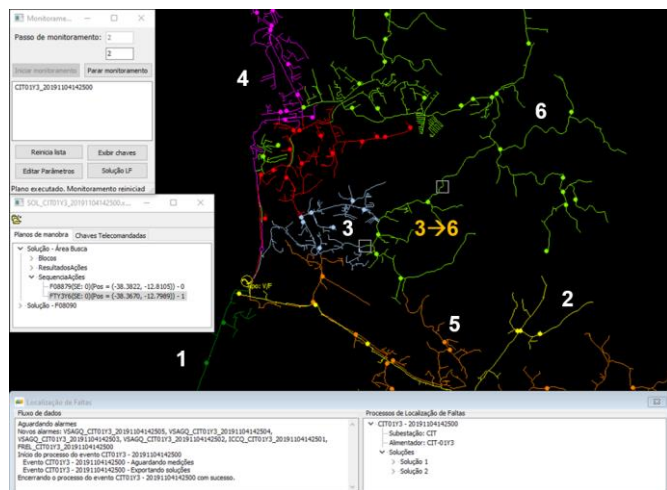 Monitorame...
Passo de monitoramento: 2
2
Iniciar monitoramento
Parar monitoramento
CIT01Y3_20191104142500
Reinicia lista
Exibir chaves
Editar Parâmetros
Solução LF
Plano executado. Monitoramento reiniciad
SOL_CIT01Y3_20191104142500.s...
Planos de manobra
Chaves Telecomandadas
Solução - Área Busca
Blocos
ResultadosAções
SequenciaAções
F08879(SE: 0)(Pos = (-38.3822, -12.8105)) - 0
FTY3Y6(SE: 0)(Pos = (-38.3670, -12.7989)) - 1
Solução - F08090
4
6
3
3→6
2
5
1
Localização de Faltas
Fluxo de dados
Aguardando alarmes
Novos alarmes: VSAGQ_CIT01Y3_20191104142505, VSAGQ_CIT01Y3_20191104142504,
VSAGQ_CIT01Y3_20191104142503, VSAGQ_CIT01Y3_20191104142502, ICCQ_CIT01Y3_20191104142501,
FREL_CIT01Y3_20191104142500
Início do processo do evento CIT01Y3 - 20191104142500
Evento CIT01Y3 - 20191104142500 - Aguardando medições
Evento CIT01Y3 - 20191104142500 - Exportando soluções
Encerrando o processo do evento CIT01Y3 - 20191104142500 com sucesso.
Processos de Localização de Faltas
CIT01Y3 - 20191104142500
Subestação: CIT
Alimentador: CIT-01Y3
Soluções
Solução 1
Solução 2